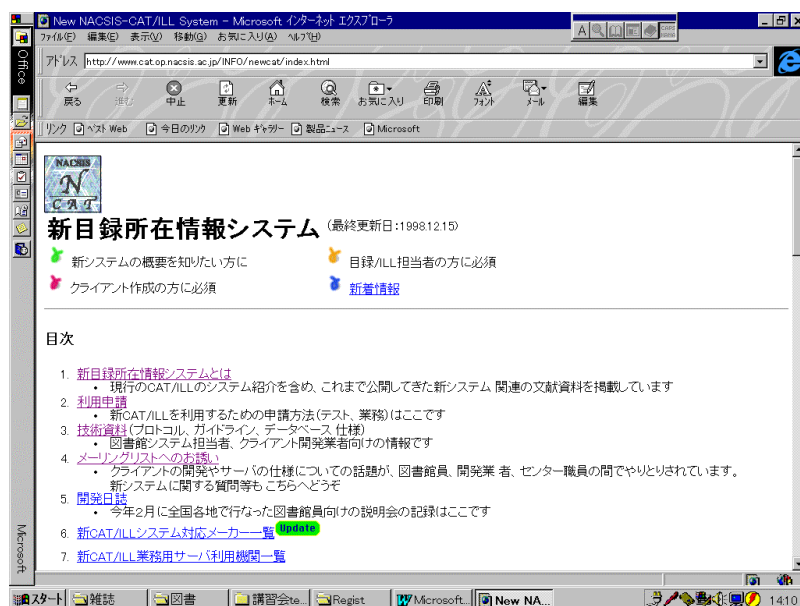 New NACSIS-CAT/ILL System - Microsoft インターネット エクスプローラ
ファイル(F) 編集(E) 表示(V) 移動(G) お気に入り(A) ヘルプ(H)
アドレス http://www.cat.op.nacsis.ac.jp/INFO/newcat/index.html
戻る 進む 中止 更新 ホーム 検索 お気に入り 印刷 フォント メール 編集
リンク ベスト Web 今日のリンク Web ギャラリー 製品ニュース Microsoft
Office
NACSIS
N
CAT
新目録所在情報システム (最終更新日:1998.12.15)
新システムの概要を知りたい方に 目録/ILL担当者の方に必須
クライアント作成の方に必須 新着情報
目次
1. 新目録所在情報システムとは
• 現行のCAT/ILLのシステム紹介を含め、これまで公開してきた新システム 関連の文献資料を掲載しています
2. 利用申請
• 新CAT/ILLを利用するための申請方法(テスト、業務)はここです
3. 技術資料(プロトコル、ガイドライン、データベース 仕様)
• 図書館システム担当者、クライアント開発業者向けの情報です
4. メーリングリストへのお誘い
• クライアントの開発やサーバの仕様についての話題が、図書館員、開発業 者、センター職員の間でやりとりされています。
新システムに関する質問等も こちらへどうぞ
5. 開発日誌
• 今年2月に全国各地で行なった図書館員向けの説明会の記録はここです
6. 新CAT/ILLシステム対応メーカー一覧 Update
7. 新CAT/ILL業務用サーバ利用機関一覧
Microsoft
スタート 雑誌 図書 講習会te... Regist Microsoft... New NA... 14:10